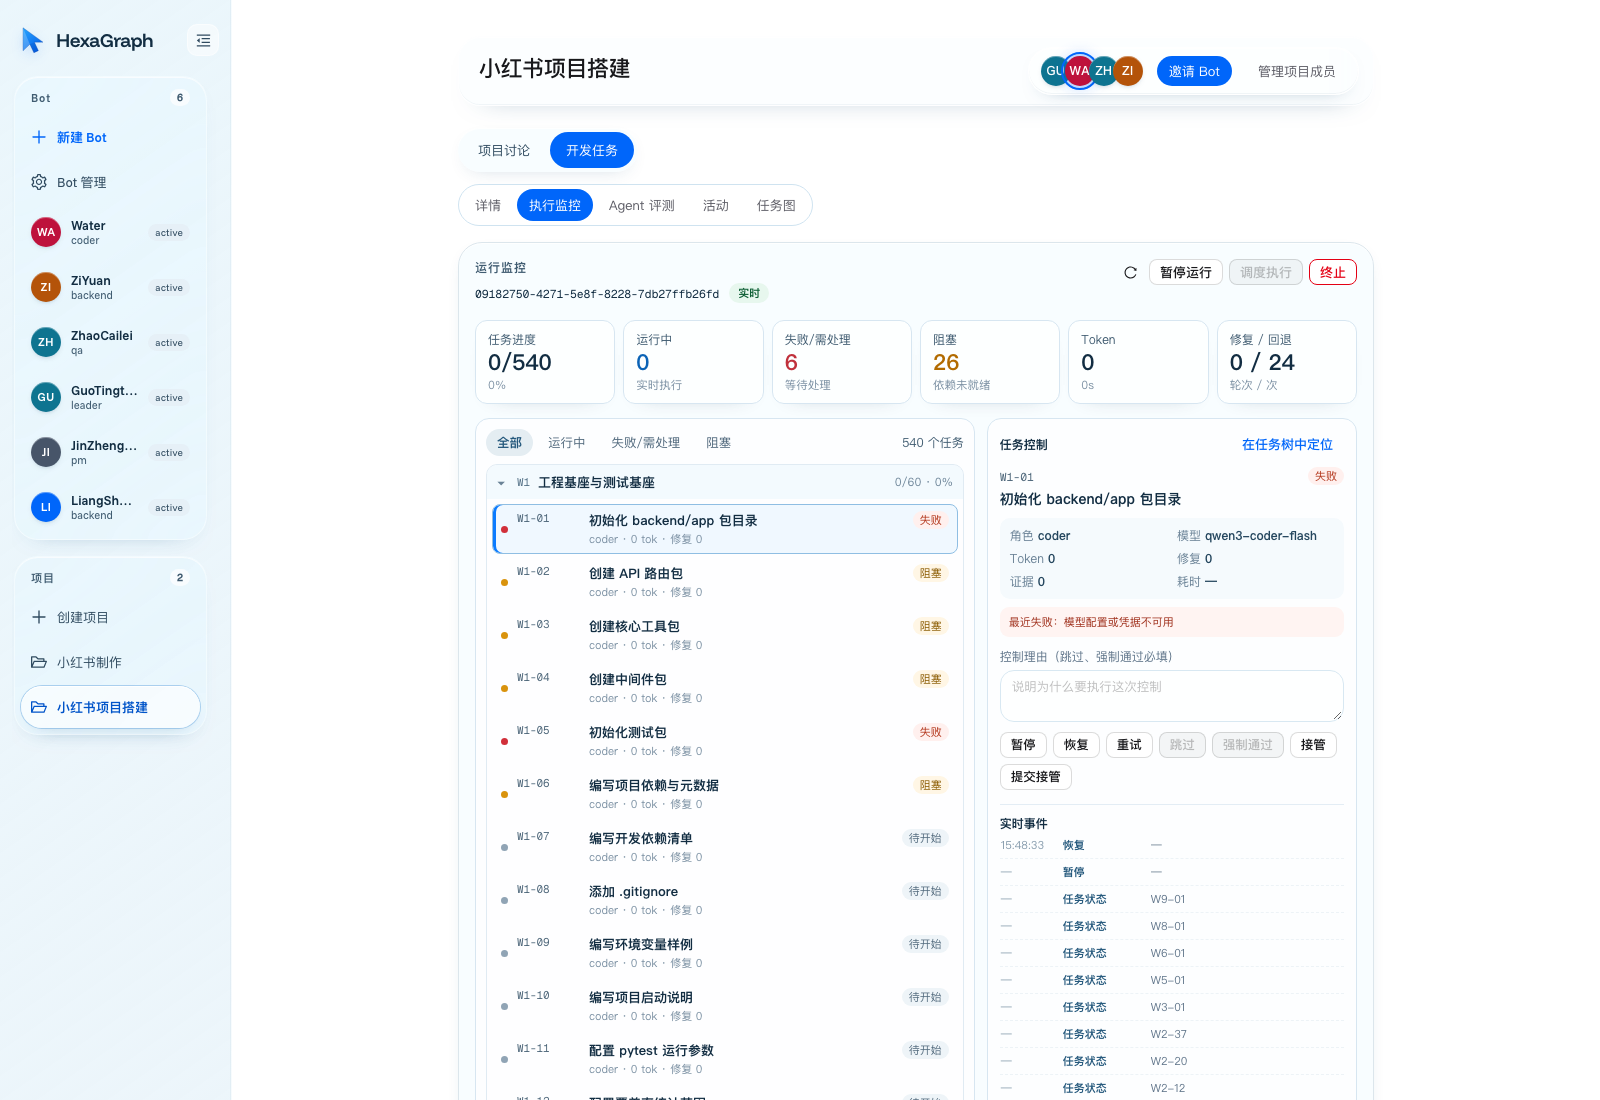 HexaGraph
Bot
6
新建 Bot
Bot 管理
WA
Water
coder
active
ZI
ZiYuan
backend
active
ZH
ZhaoCailei
qa
active
GU
GuoTingt...
leader
active
JI
JinZheng...
pm
active
LI
LiangSh...
backend
active
项目
2
创建项目
小红书制作
小红书项目搭建
小红书项目搭建
WA
ZH
ZI
邀请 Bot
管理项目成员
项目讨论
开发任务
详情
执行监控
Agent 评测
活动
任务图
运行监控
09182750-4271-5e8f-8228-7db27ffb26fd
实时
暂停运行
调度执行
终止
任务进度
0/540
0%
运行中
0
实时执行
失败/需处理
6
等待处理
阻塞
26
依赖未就绪
Token
0
0s
修复 / 回退
0 / 24
轮次 / 次
全部
运行中
失败/需处理
阻塞
540 个任务
W1 工程基座与测试基座
0/60 · 0%
W1-01
初始化 backend/app 包目录
coder · 0 tok · 修复 0
失败
W1-02
创建 API 路由包
coder · 0 tok · 修复 0
阻塞
W1-03
创建核心工具包
coder · 0 tok · 修复 0
阻塞
W1-04
创建中间件包
coder · 0 tok · 修复 0
阻塞
W1-05
初始化测试包
coder · 0 tok · 修复 0
失败
W1-06
编写项目依赖与元数据
coder · 0 tok · 修复 0
阻塞
W1-07
编写开发依赖清单
coder · 0 tok · 修复 0
待开始
W1-08
添加 .gitignore
coder · 0 tok · 修复 0
待开始
W1-09
编写环境变量样例
coder · 0 tok · 修复 0
待开始
W1-10
编写项目启动说明
coder · 0 tok · 修复 0
待开始
W1-11
配置 pytest 运行参数
coder · 0 tok · 修复 0
待开始
任务控制
在任务树中定位
W1-01
失败
初始化 backend/app 包目录
角色 coder
模型 qwen3-coder-flash
Token 0
修复 0
证据 0
耗时 —
最近失败：模型配置或凭据不可用
控制理由（跳过、强制通过必填）
说明为什么要执行这次控制
暂停
恢复
重试
跳过
强制通过
接管
提交接管
实时事件
15:48:33 恢复 —
— 暂停 —
— 任务状态 W9-01
— 任务状态 W8-01
— 任务状态 W6-01
— 任务状态 W5-01
— 任务状态 W3-01
— 任务状态 W2-37
— 任务状态 W2-20
— 任务状态 W2-12